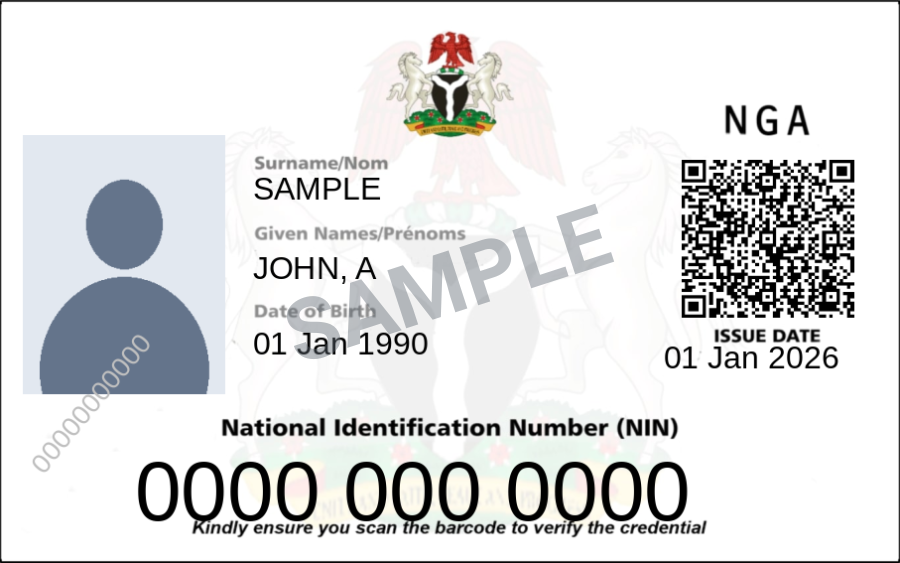 NGA
Surname/Nom
SAMPLE
Given Names/Prénoms
JOHN, A
SAMPLE
Date of Birth
01 Jan 1990
ISSUE DATE
01 Jan 2026
00000000000
National Identification Number (NIN)
0000 000 0000
Kindly ensure you scan the barcode to verify the credential